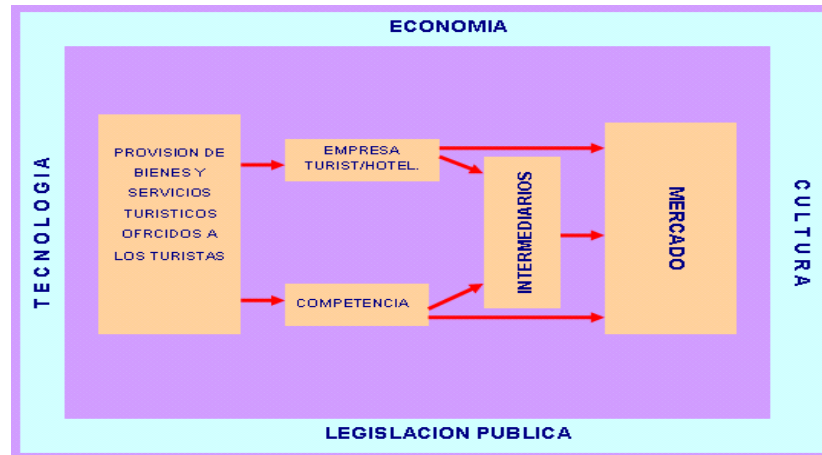 ECONOMIA
TECNOLOGIA
PROVISION DE
BIENES Y
SERVICIOS
TURISTICOS
OFRCIDOS A
LOS TURISTAS
EMPRESA
TURIST/HOTEL.
COMPETENCIA
INTERMEDIARIOS
MERCADO
CULTURA
LEGISLACION PUBLICA